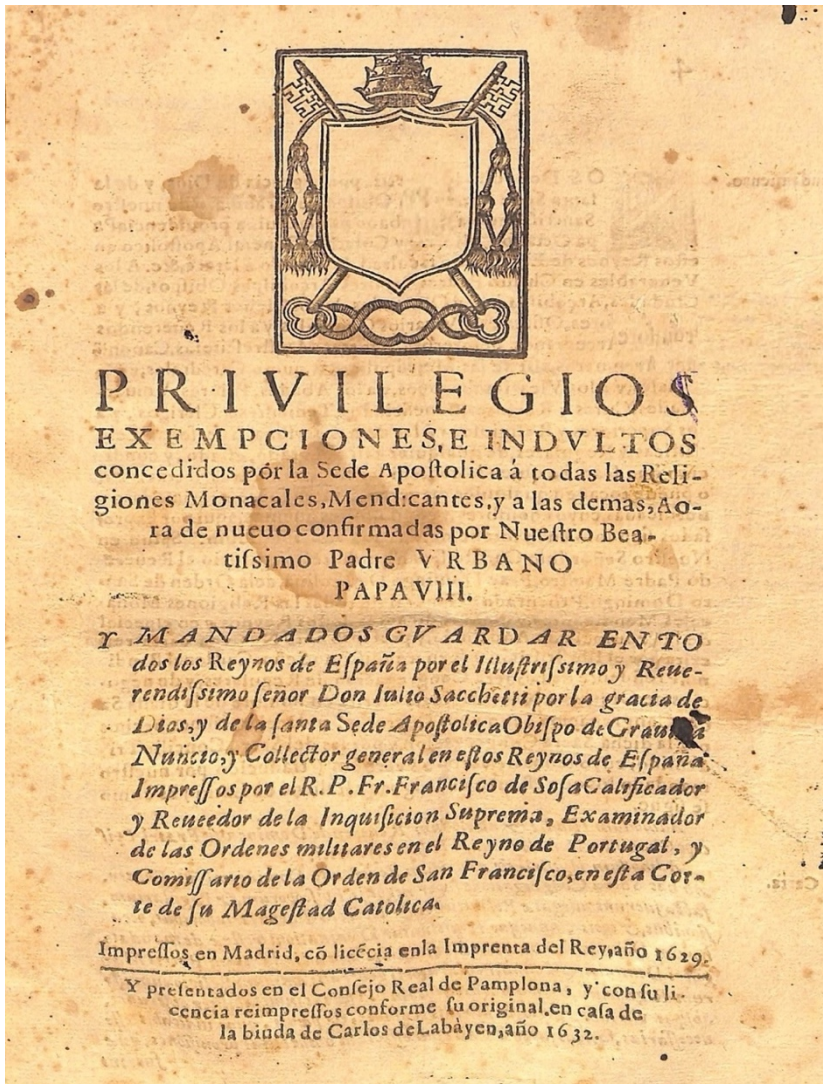 PRIVILEGIOS
EXEMPCIONES, E INDVLTOS
concedidos pór la Sede Apoſtolica á todas las Reli-
giones Monacales, Mendicantes, y a las demas, Ao-
ra de nueuo confirmadas por Nueſtro Bea-
tiſsimo Padre VRBANO
PAPA VIII.
Y MANDADOS GVARDAR EN TO
dos los Reynos de Eſpaña por el Illuſtriſsimo y Reue-
rendiſsimo ſeñor Don Iulio Sacchetti por la gracia de
Dios, y de la ſanta Sede Apoſtolica Obiſpo de
Nuncio, y Collector general en eſtos Reynos de Eſpaña
Impreſſos por el R. P. Fr. Franciſco de Soſa Calificador
y Reueedor de la Inquiſicion Suprema, Examinador
de las Ordenes militares en el Reyno de Portugal, y
Comiſſario de la Orden de San Franciſco, en eſta Cor-
te de ſu Mageſtad Catolica.
Impreſſos en Madrid, cō licēcia en la Imprenta del Rey, año 1629.
Y preſentados en el Conſejo Real de Pamplona, y con ſu li-
cencia reimpreſſos conforme ſu original, en caſa de
la biuda de Carlos de Labàyen, año 1632.